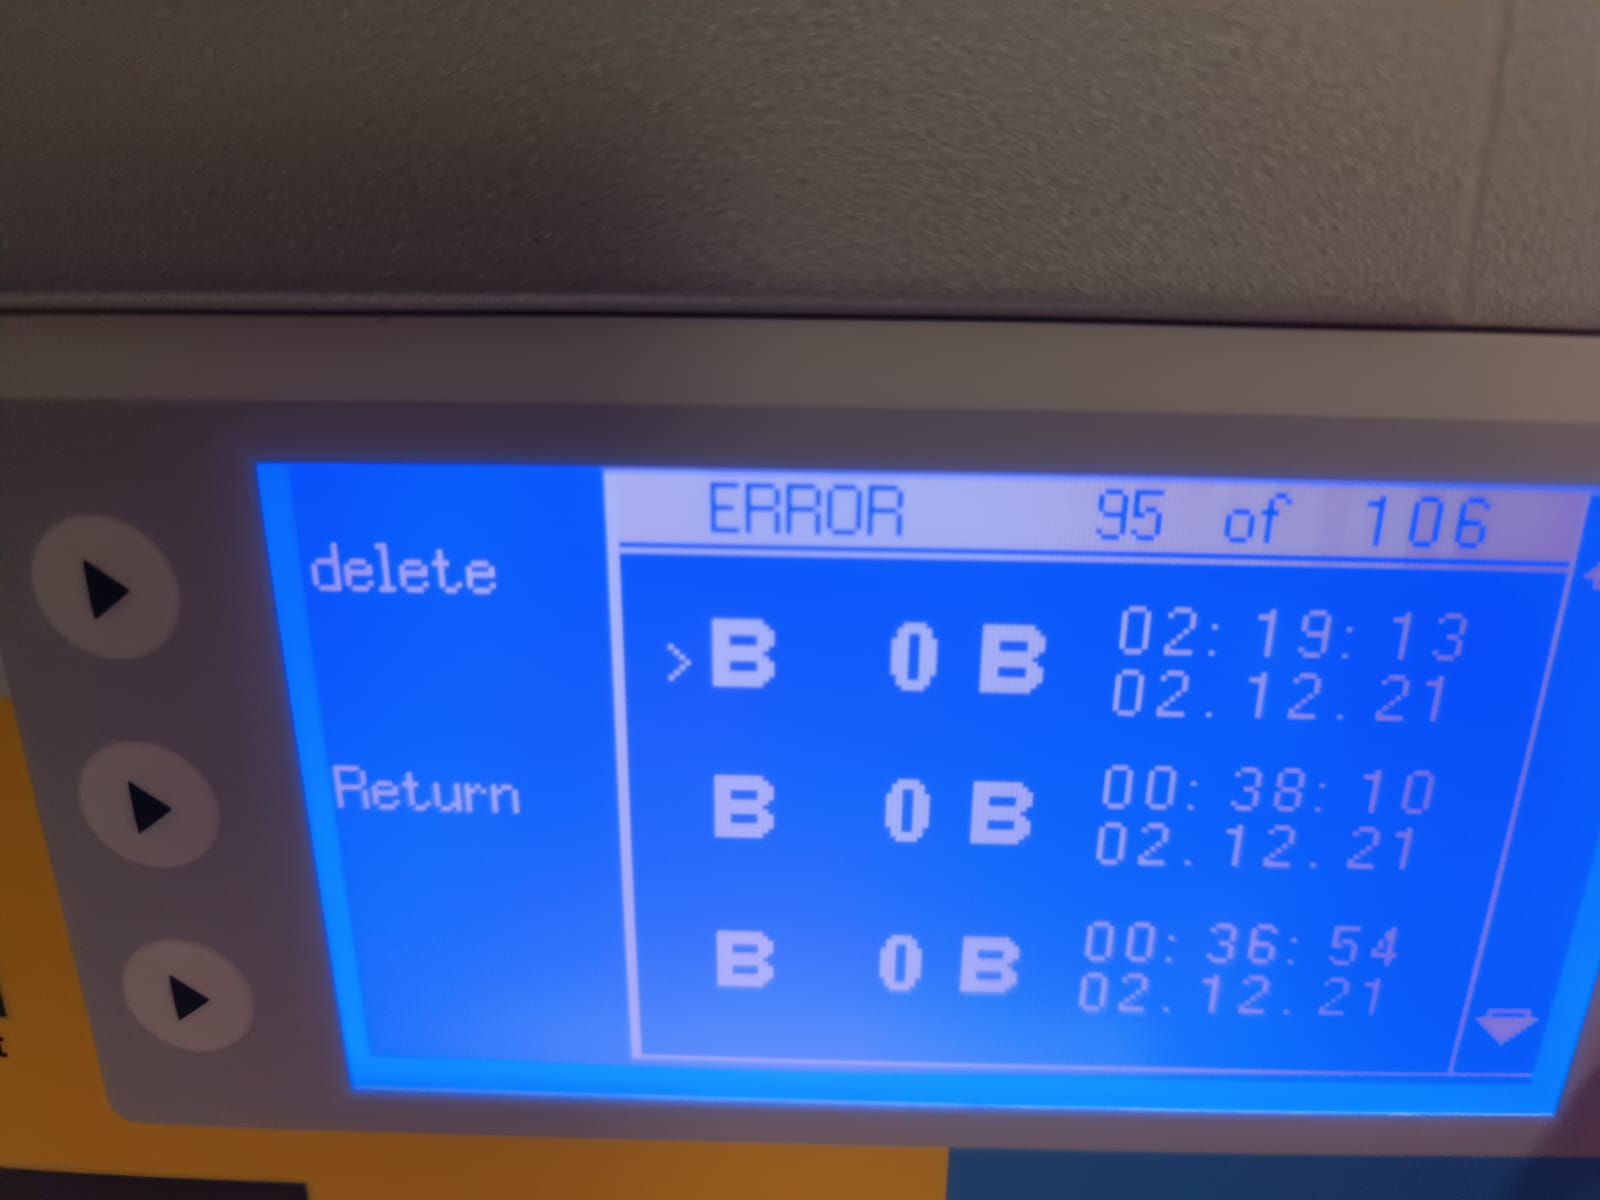 ERROR 95 of 106
delete
>B 0 B 02:19:13
02.12.21
Return
B 0 B 00:38:10
02.12.21
B 0 B 00:36:54
02.12.21